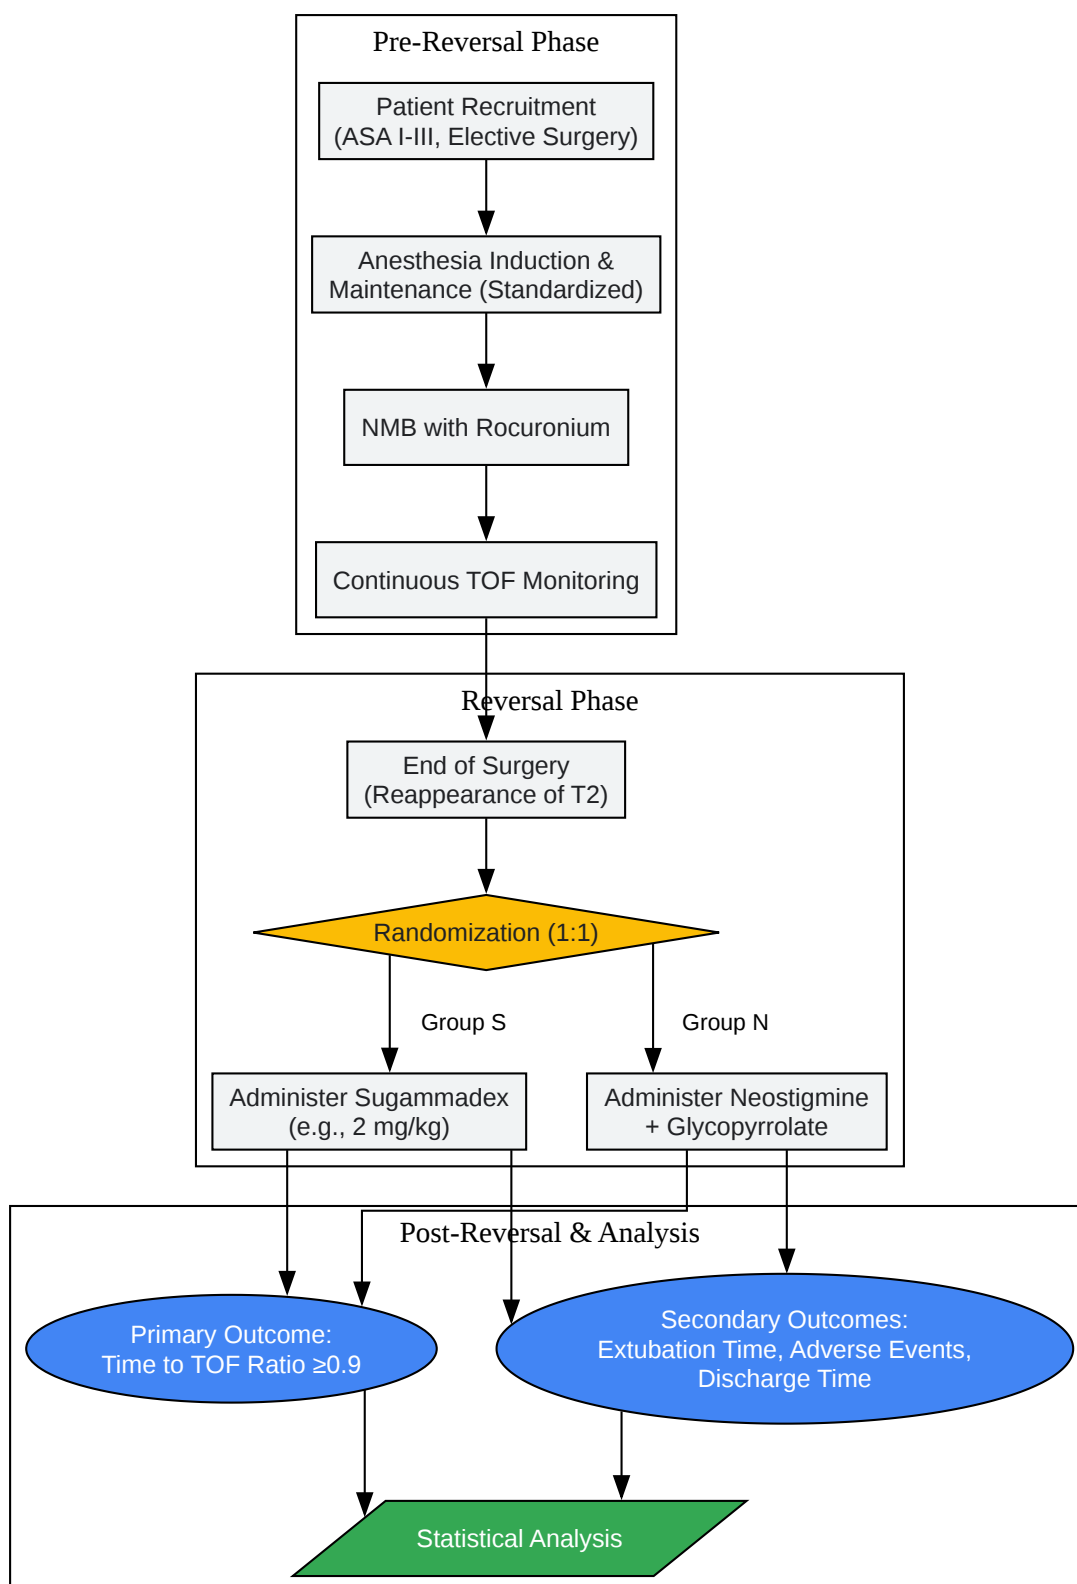 Pre-Reversal Phase
Patient Recruitment
(ASA I-III, Elective Surgery)
Anesthesia Induction &
Maintenance (Standardized)
NMB with Rocuronium
Continuous TOF Monitoring
Reversal Phase
End of Surgery
(Reappearance of T2)
Randomization (1:1)
Group S
Group N
Administer Sugammadex
(e.g., 2 mg/kg)
Administer Neostigmine
+ Glycopyrrolate
Post-Reversal & Analysis
Primary Outcome:
Time to TOF Ratio ≥0.9
Secondary Outcomes:
Extubation Time, Adverse Events,
Discharge Time
Statistical Analysis